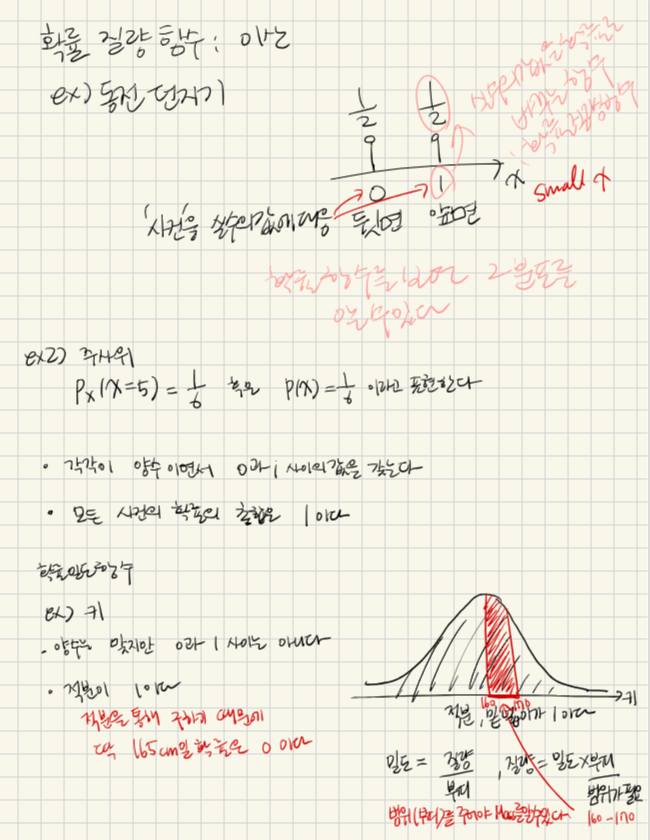 확률 질량 함수 : 이산
ex) 동전 던지기
1/2 1/2
0 1 x small x
'사건'을 실수의 값에 대응 뒷면 앞면
확률 함수를 보면 그 분포를
알 수 있다
ex2) 주사위
Px(X=5) = 1/6 혹은 P(X) = 1/6 이라고 표현한다
• 각각이 양수이면서 0과 1 사이의 값을 갖는다
• 모든 사건의 확률의 총합은 1이다
확률밀도함수
ex) 키
- 양수는 맞지만 0과 1 사이는 아니다
• 적분이 1이다
적분을 통해 구하기 때문에
딱 165cm일 확률은 0이다
160 170 키
적분, 밑넓이가 1이다
밀도 = 질량/부피 , 질량 = 밀도 × 부피
범위가 필요
범위(부피)를 주어야 Mass를 알 수 있다 160-170